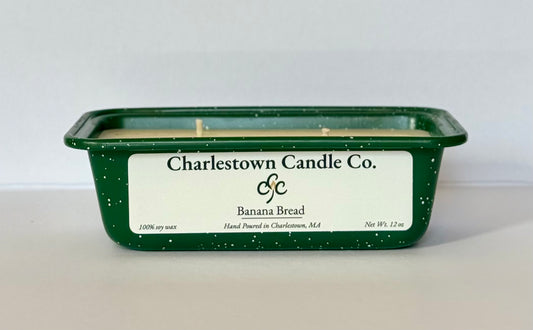 Charlestown Candle Co.
CCC
Banana Bread
100% soy wax Hand Poured in Charlestown, MA Net Wt. 12 oz